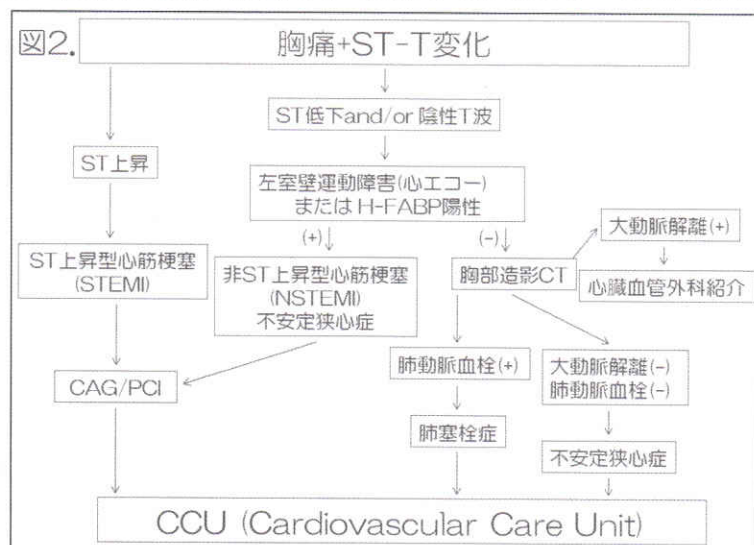 図2.
胸痛+ST-T変化
ST低下and/or 陰性T波
ST上昇
左室壁運動障害(心エコー)
または H-FABP陽性
(+)
(-)
大動脈解離(+)
ST上昇型心筋梗塞
(STEMI)
非ST上昇型心筋梗塞
(NSTEMI)
不安定狭心症
胸部造影CT
心臓血管外科紹介
CAG/PCI
肺動脈血栓(+)
大動脈解離(-)
肺動脈血栓(-)
肺塞栓症
不安定狭心症
CCU (Cardiovascular Care Unit)